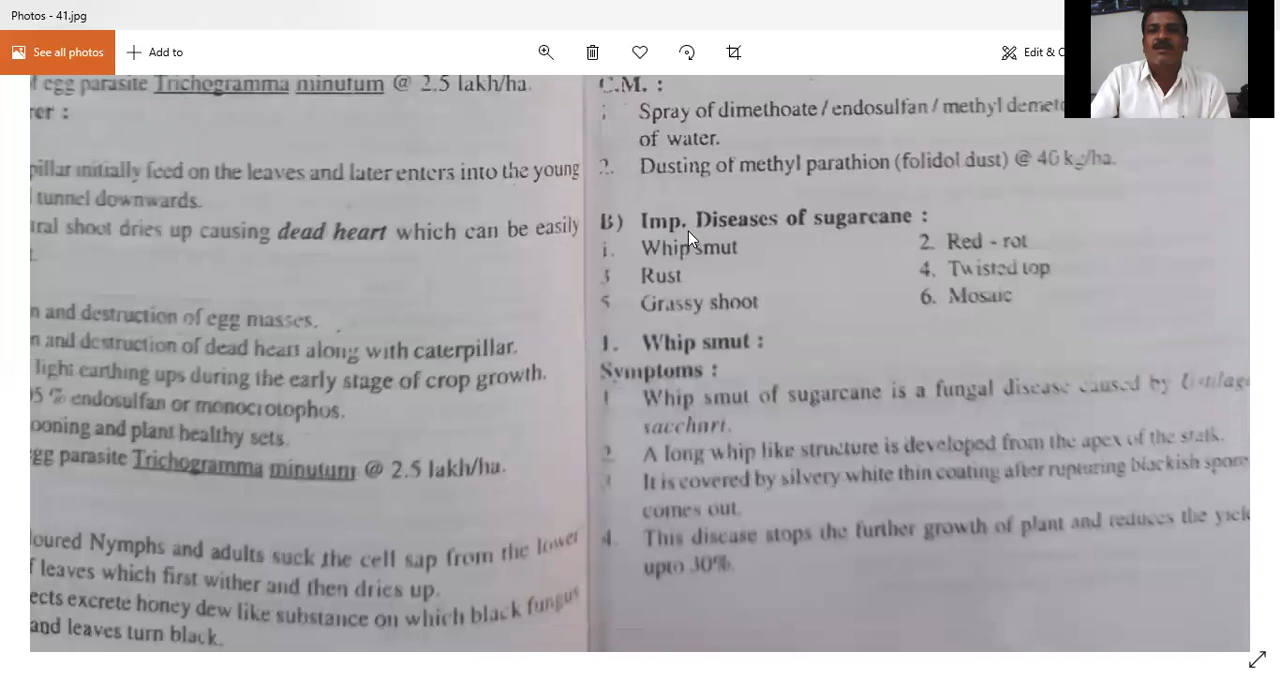 Photos - 41.jpg
See all photos
Add to
Edit & C
egg parasite Trichogramma minutum @ 2.5 lakh/ha.
rer :
pillar initially feed on the leaves and later enters into the young
tunnel downwards.
ral shoot dries up causing dead heart which can be easily
t.
n and destruction of egg masses.
n and destruction of dead heart along with caterpillar.
light earthing ups during the early stage of crop growth.
05 % endosulfan or monocrotophos.
ooning and plant healthy sets.
gg parasite Trichogramma minutum @ 2.5 lakh/ha.
loured Nymphs and adults suck the cell sap from the lower
f leaves which first wither and then dries up.
ects excrete honey dew like substance on which black fungus
and leaves turn black.
C.M. :
Spray of dimethoate / endosulfan / methyl demeto
of water.
2. Dusting of methyl parathion (folidol dust) @ 40 kg/ha.
B) Imp. Diseases of sugarcane :
1. Whip smut 2. Red - rot
3 Rust 4. Twisted top
5 Grassy shoot 6. Mosaic
1. Whip smut :
Symptoms :
1 Whip smut of sugarcane is a fungal disease caused by Ustilago
sacchari.
2 A long whip like structure is developed from the apex of the stalk.
3 It is covered by silvery white thin coating after rupturing blackish spore
comes out.
4. This disease stops the further growth of plant and reduces the yiel
upto 30%.